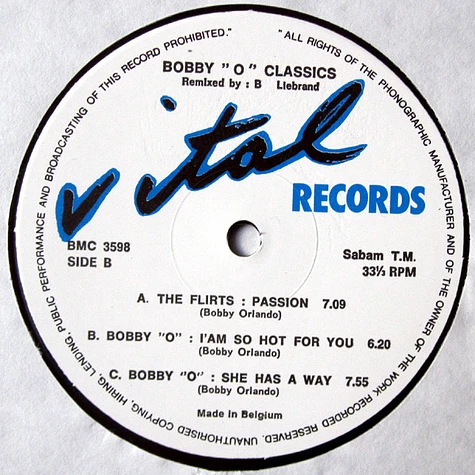 "ALL RIGHTS OF THE PHONOGRAPHIC MANUFACTURER AND OF THE OWNER OF THE WORK RECORDED RESERVED. UNAUTHORISED COPYING, HIRING, LENDING, PUBLIC PERFORMANCE AND BROADCASTING OF THIS RECORD PROHIBITED."
BOBBY "O" CLASSICS
Remixed by : B Liebrand
vital
RECORDS
BMC 3598
SIDE B
Sabam T.M.
33⅓ RPM
A. THE FLIRTS : PASSION 7.09
(Bobby Orlando)
B. BOBBY "O" : I'AM SO HOT FOR YOU 6.20
(Bobby Orlando)
C. BOBBY "O" : SHE HAS A WAY 7.55
(Bobby Orlando)
Made in Belgium